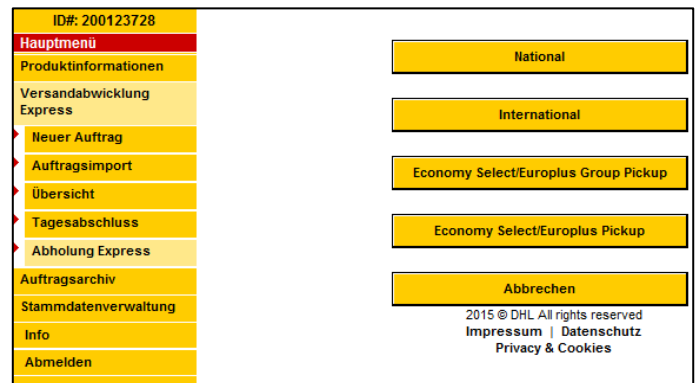 ID#: 200123728
Hauptmenü
Produktinformationen
Versandabwicklung
Express
Neuer Auftrag
Auftragsimport
Übersicht
Tagesabschluss
Abholung Express
Auftragsarchiv
Stammdatenverwaltung
Info
Abmelden
National
International
Economy Select/Europlus Group Pickup
Economy Select/Europlus Pickup
Abbrechen
2015 © DHL All rights reserved
Impressum | Datenschutz
Privacy & Cookies